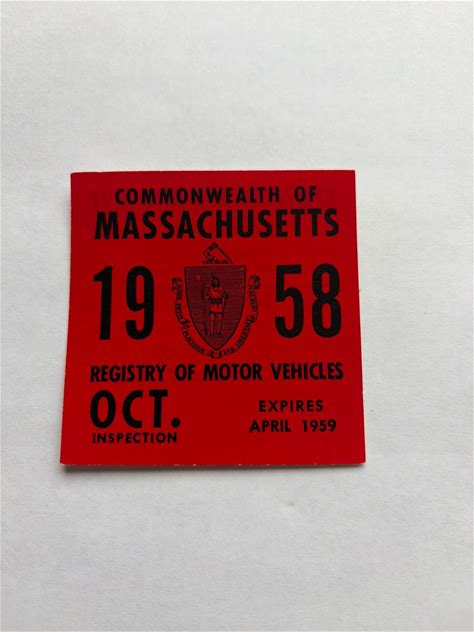 COMMONWEALTH OF
MASSACHUSETTS
19 58
REGISTRY OF MOTOR VEHICLES
OCT.
INSPECTION
EXPIRES
APRIL 1959